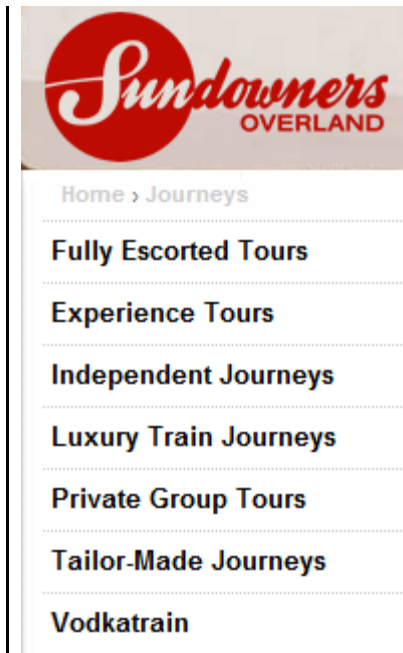 Sundowners
OVERLAND
Home › Journeys
Fully Escorted Tours
Experience Tours
Independent Journeys
Luxury Train Journeys
Private Group Tours
Tailor-Made Journeys
Vodkatrain